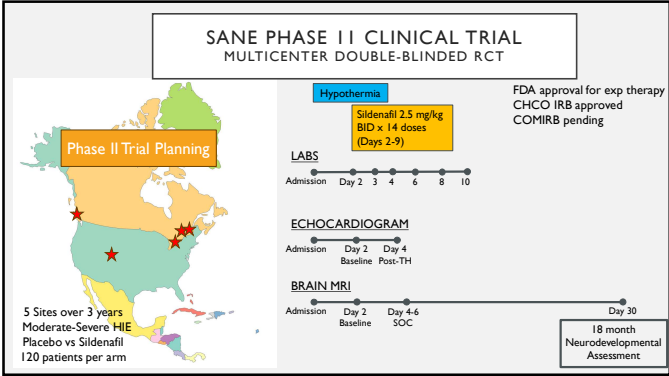 SANE PHASE II CLINICAL TRIAL
MULTICENTER DOUBLE-BLINDED RCT
Phase II Trial Planning
5 Sites over 3 years
Moderate-Severe HIE
Placebo vs Sildenafil
120 patients per arm
Hypothermia
Sildenafil 2.5 mg/kg
BID x 14 doses
(Days 2-9)
FDA approval for exp therapy
CHCO IRB approved
COMIRB pending
LABS
Admission Day 2 3 4 6 8 10
ECHOCARDIOGRAM
Admission Day 2 Day 4
Baseline Post-TH
BRAIN MRI
Admission Day 2 Day 4-6 Day 30
Baseline SOC
18 month
Neurodevelopmental
Assessment